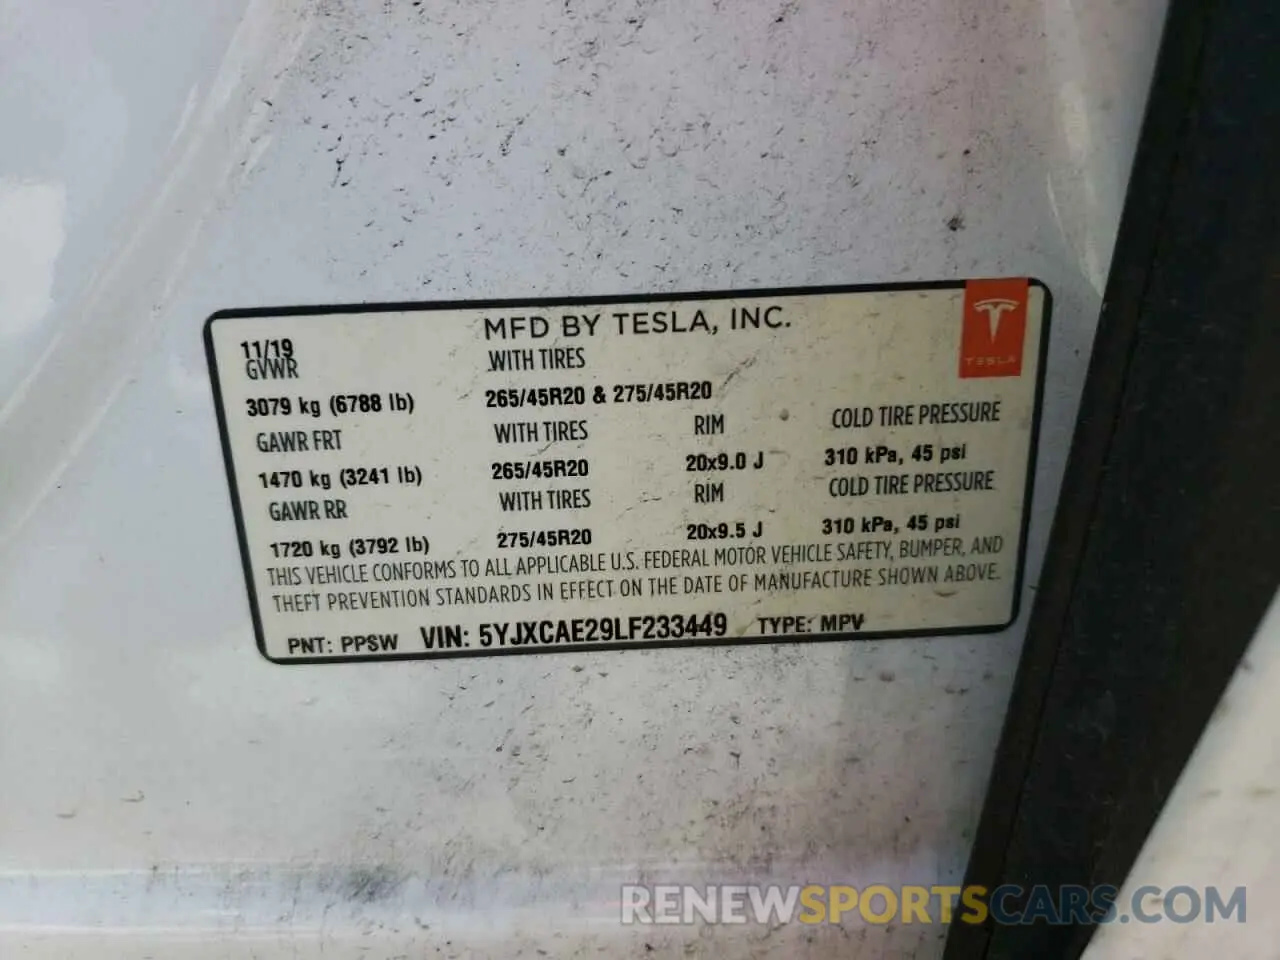 MFD BY TESLA, INC.
TESLA
11/19
GVWR WITH TIRES
3079 kg (6788 lb) 265/45R20 & 275/45R20
GAWR FRT WITH TIRES RIM COLD TIRE PRESSURE
1470 kg (3241 lb) 265/45R20 20x9.0 J 310 kPa, 45 psi
GAWR RR WITH TIRES RIM COLD TIRE PRESSURE
1720 kg (3792 lb) 275/45R20 20x9.5 J 310 kPa, 45 psi
THIS VEHICLE CONFORMS TO ALL APPLICABLE U.S. FEDERAL MOTOR VEHICLE SAFETY, BUMPER, AND
THEFT PREVENTION STANDARDS IN EFFECT ON THE DATE OF MANUFACTURE SHOWN ABOVE.
PNT: PPSW VIN: 5YJXCAE29LF233449 TYPE: MPV
RENEWSPORTSCARS.COM